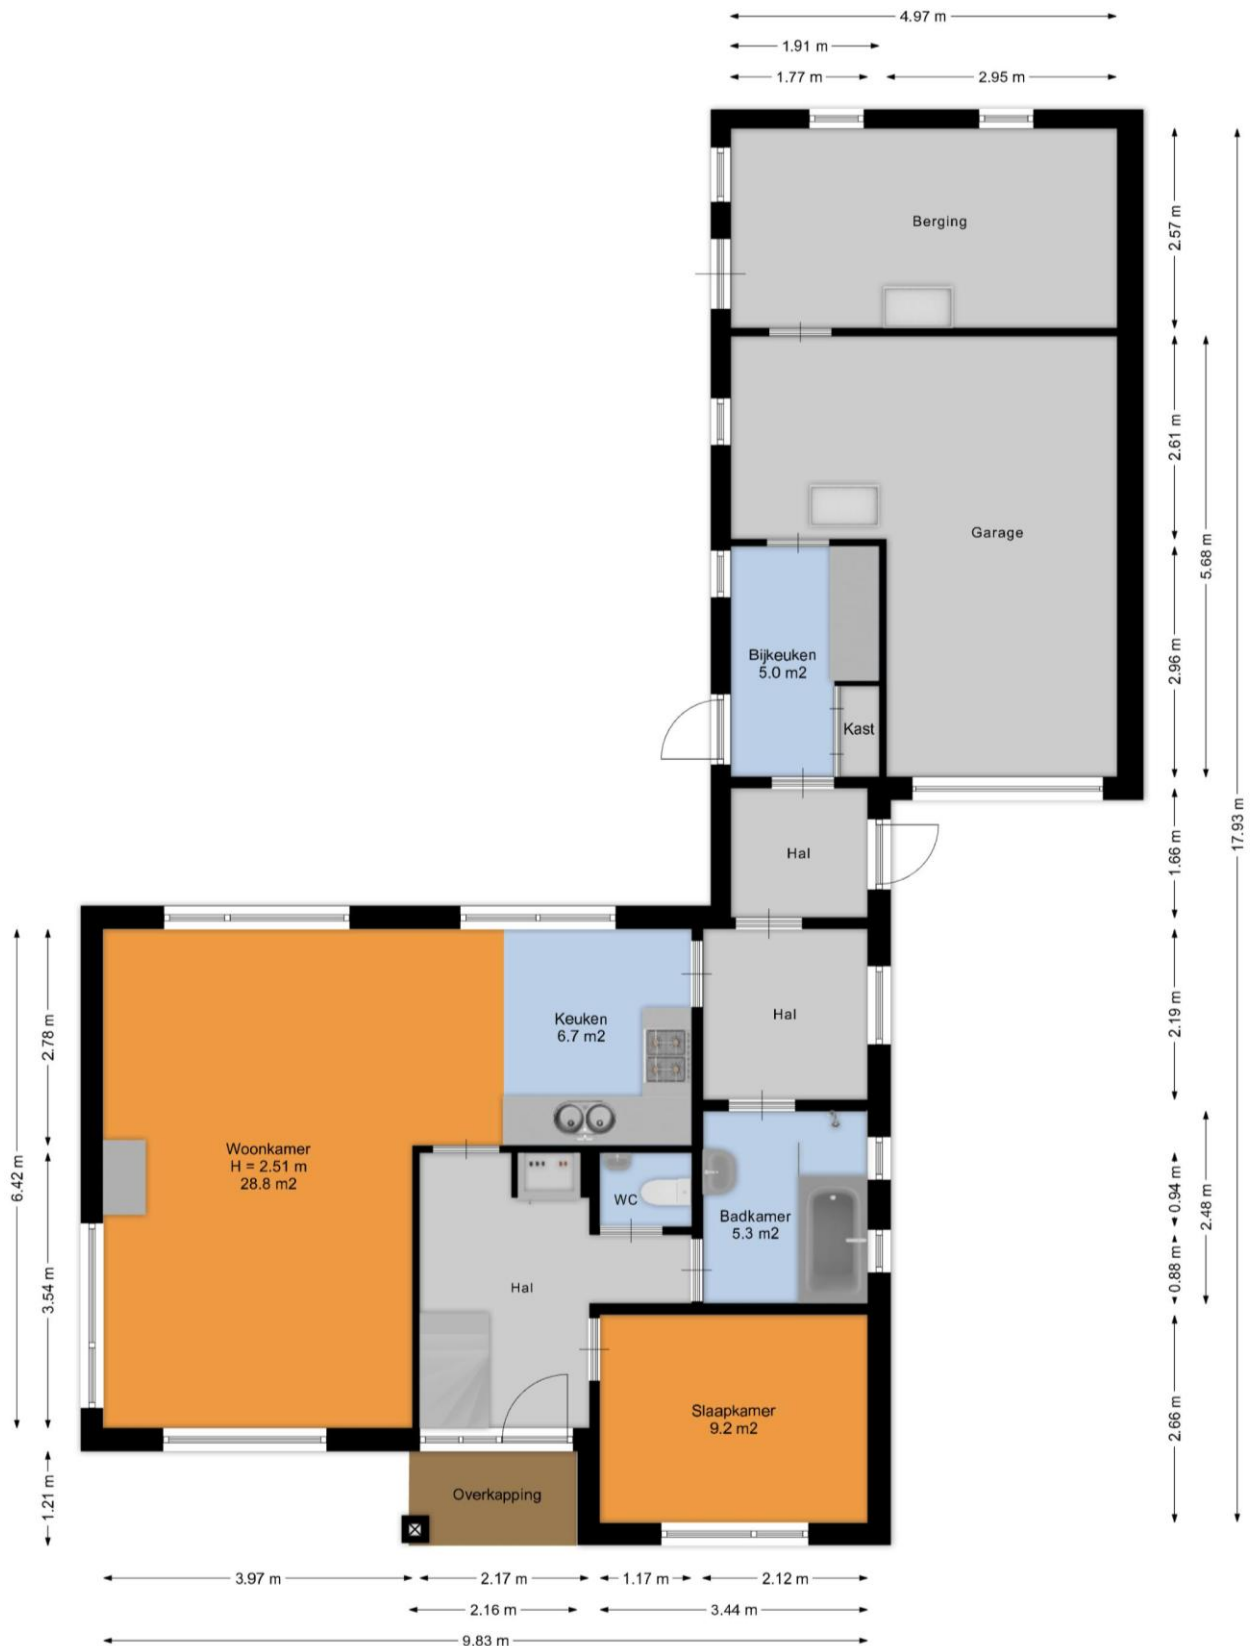 4.97 m
1.91 m
1.77 m
2.95 m
Berging
2.57 m
2.61 m
Garage
5.68 m
Bijkeuken
5.0 m2
2.96 m
Kast
17.93 m
Hal
1.66 m
Keuken
6.7 m2
Hal
2.19 m
2.78 m
6.42 m
Woonkamer
H = 2.51 m
28.8 m2
WC
Badkamer
5.3 m2
0.94 m
2.48 m
0.88 m
3.54 m
Hal
Slaapkamer
9.2 m2
2.66 m
1.21 m
Overkapping
3.97 m
2.17 m
1.17 m
2.12 m
2.16 m
3.44 m
9.83 m